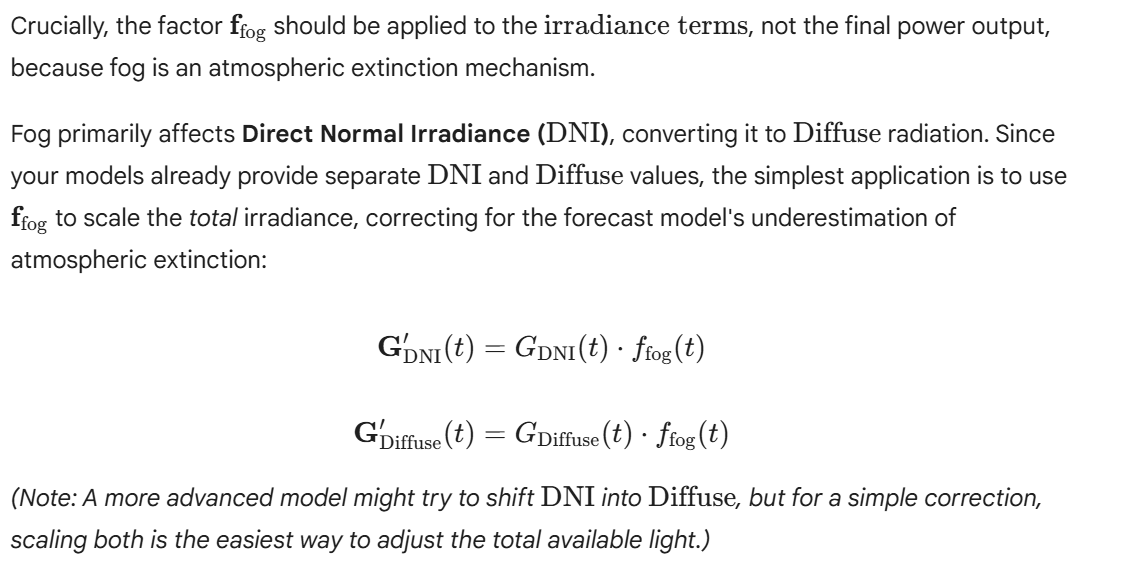 Crucially, the factor f_fog should be applied to the irradiance terms, not the final power output,
because fog is an atmospheric extinction mechanism.
Fog primarily affects Direct Normal Irradiance (DNI), converting it to Diffuse radiation. Since
your models already provide separate DNI and Diffuse values, the simplest application is to use
f_fog to scale the total irradiance, correcting for the forecast model's underestimation of
atmospheric extinction:
G′_DNI(t) = G_DNI(t) · f_fog(t)
G′_Diffuse(t) = G_Diffuse(t) · f_fog(t)
(Note: A more advanced model might try to shift DNI into Diffuse, but for a simple correction,
scaling both is the easiest way to adjust the total available light.)